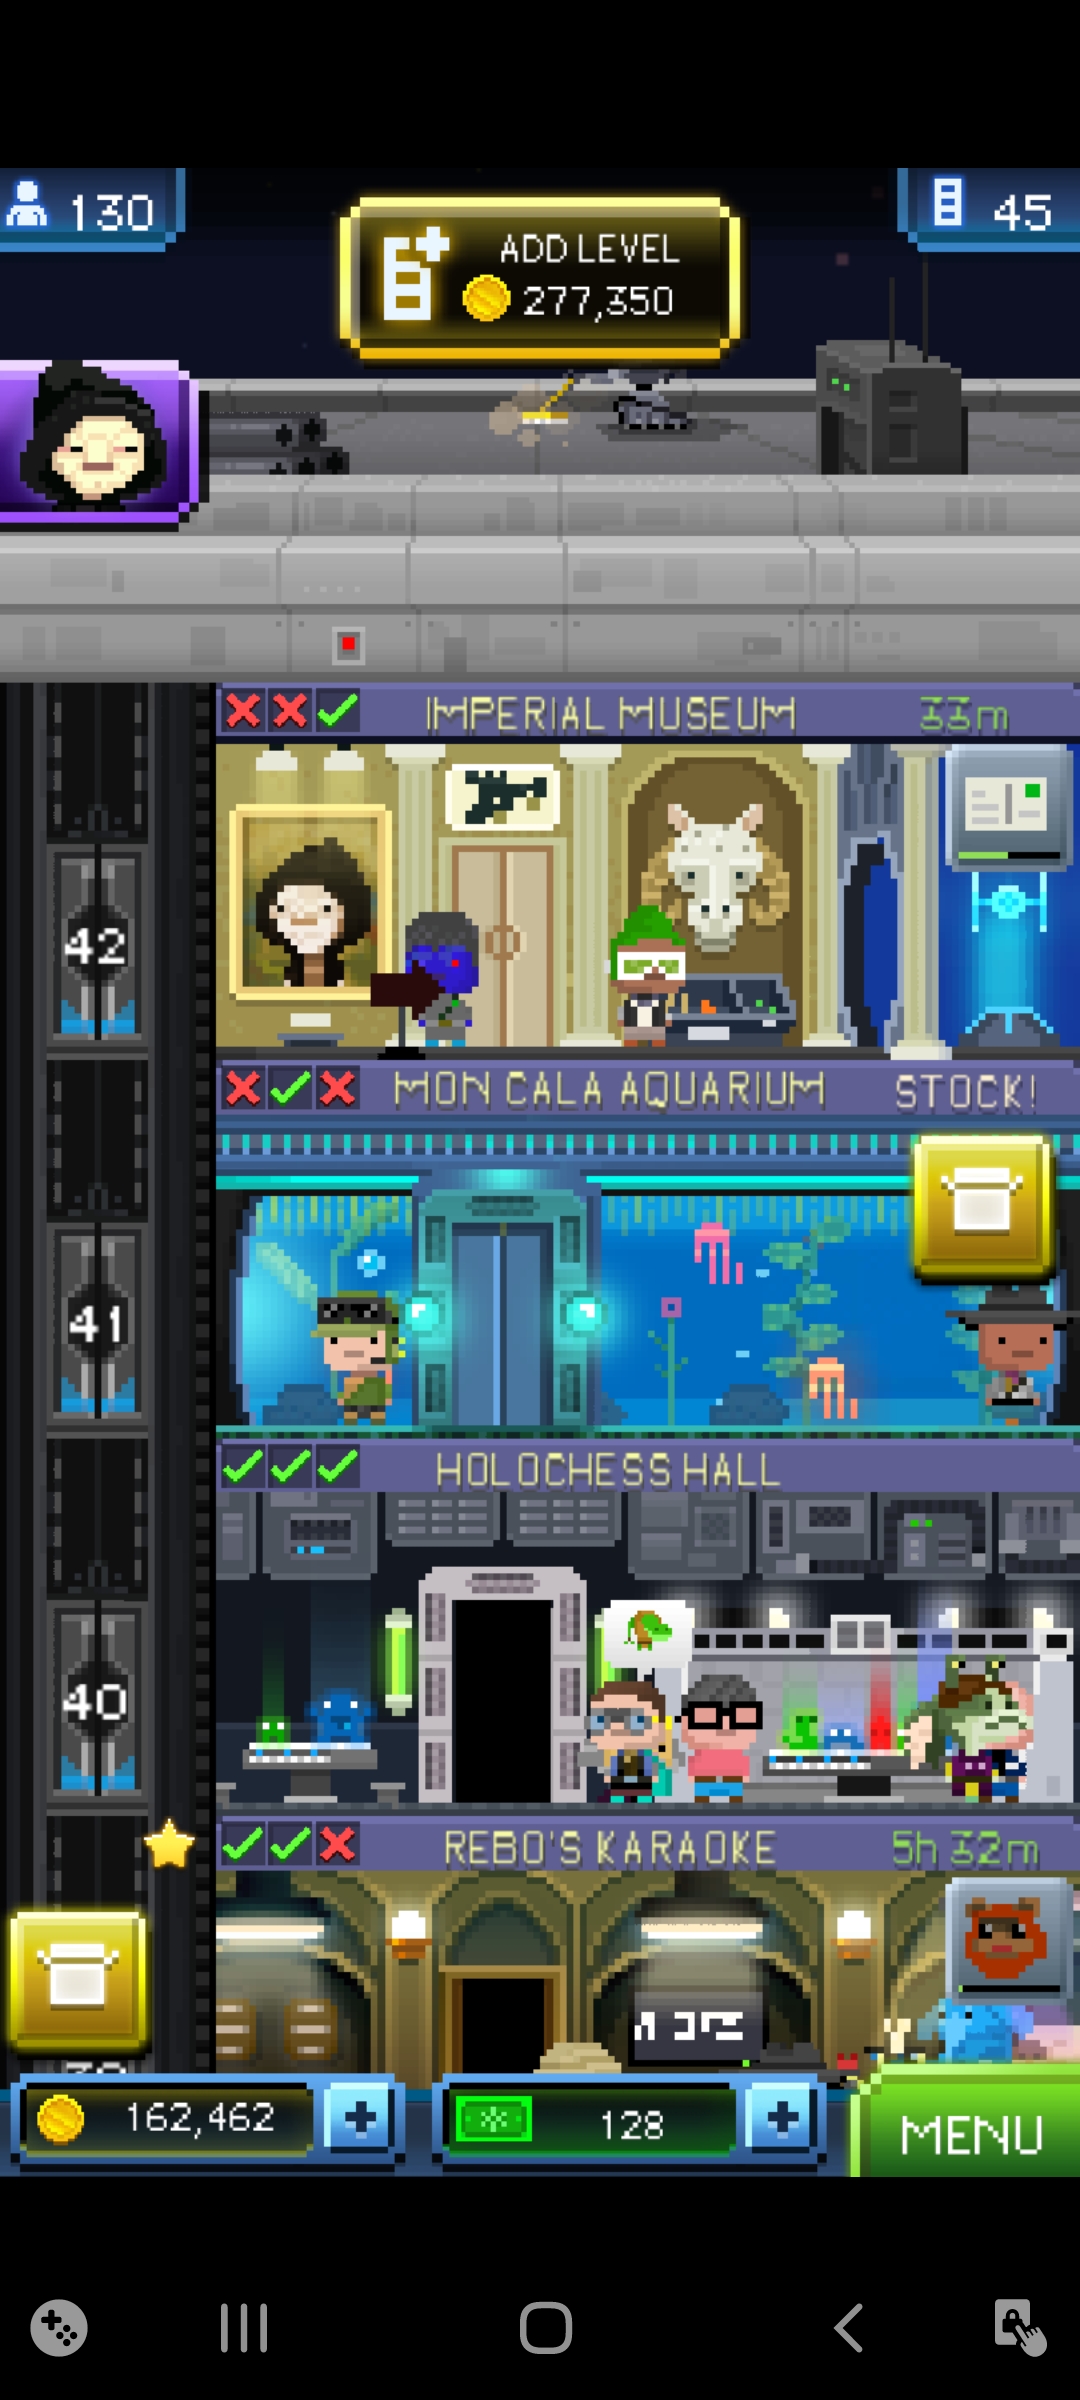 130
ADD LEVEL
277,350
45
IMPERIAL MUSEUM 33m
42
MON CALA AQUARIUM STOCK!
41
HOLOCHESS HALL
40
REBO'S KARAOKE 5h 32m
162,462
128
MENU